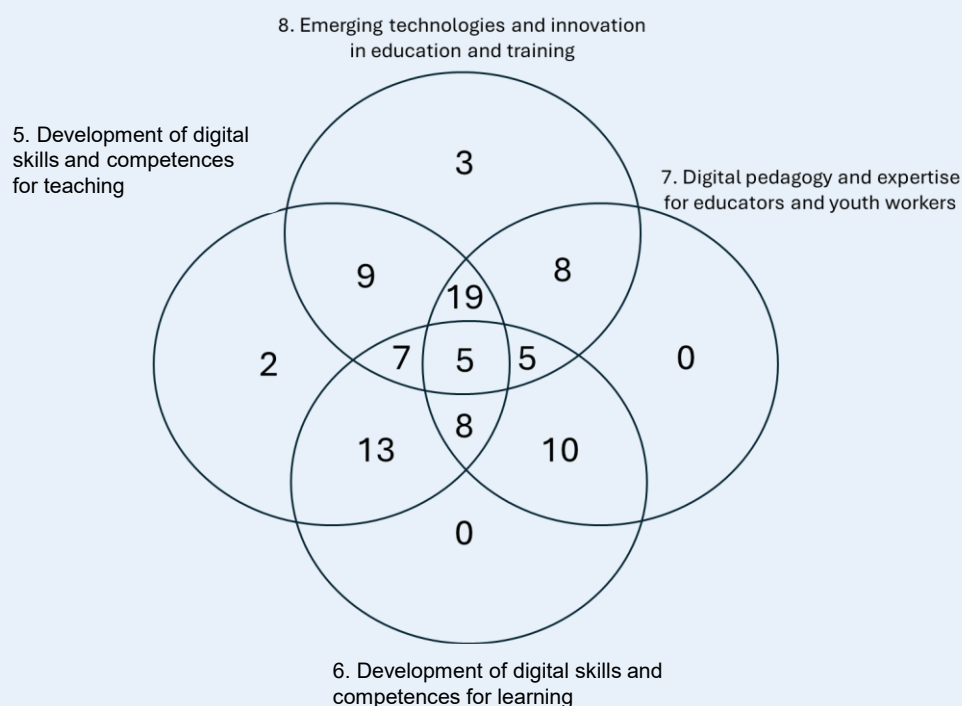 8. Emerging technologies and innovation
in education and training
5. Development of digital
skills and competences
for teaching
7. Digital pedagogy and expertise
for educators and youth workers
3
9
8
19
2
7
5
5
0
8
13
10
0
6. Development of digital skills and
competences for learning